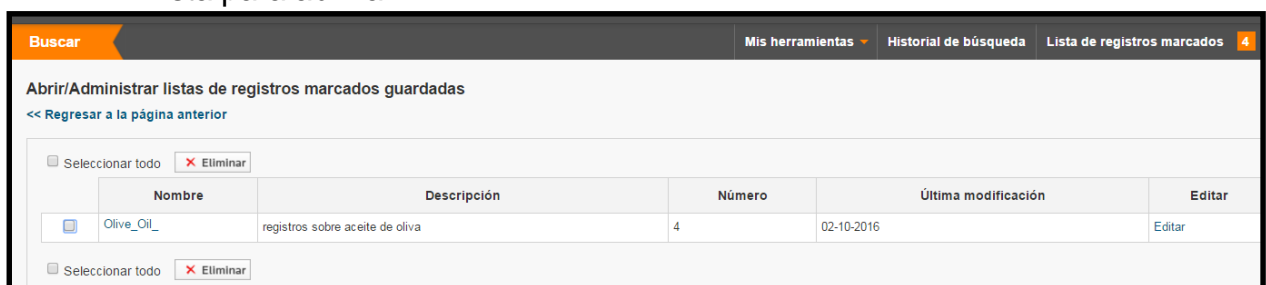 Buscar Mis herramientas Historial de búsqueda Lista de registros marcados 4
Abrir/Administrar listas de registros marcados guardadas
<< Regresar a la página anterior
Seleccionar todo Eliminar
Nombre Descripción Número Última modificación Editar
Olive_Oil_ registros sobre aceite de oliva 4 02-10-2016 Editar
Seleccionar todo Eliminar